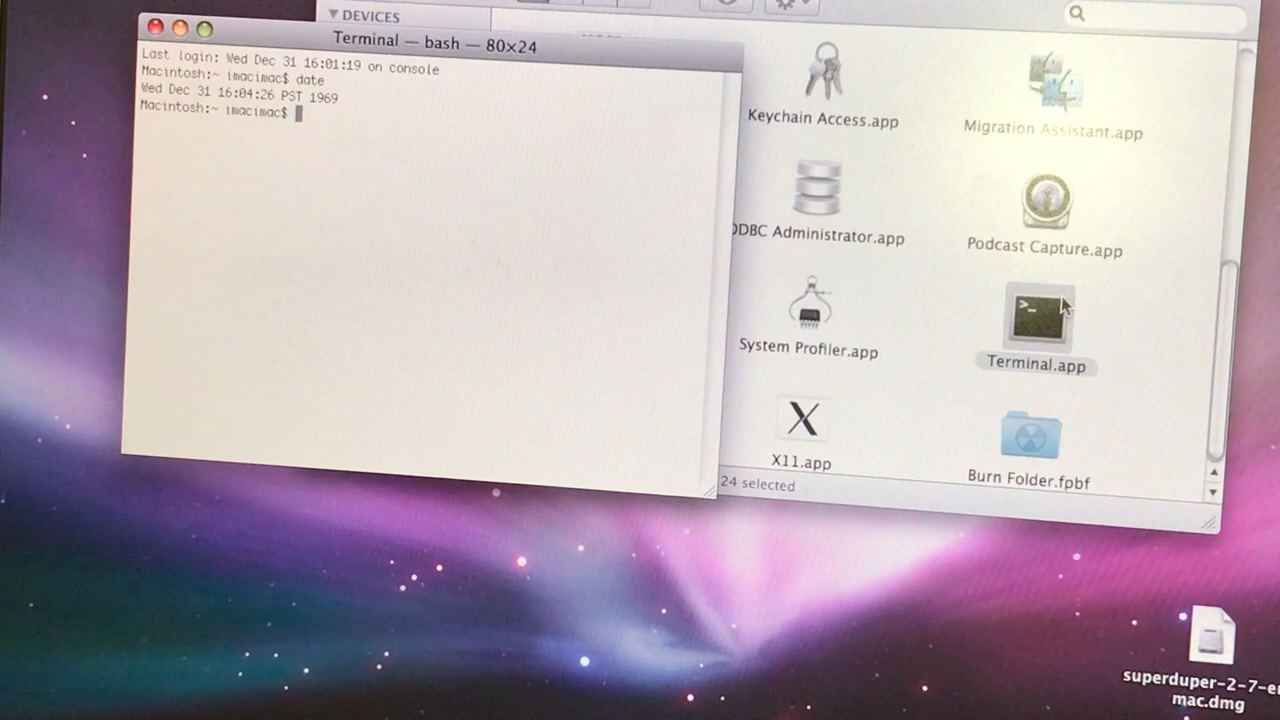 ▼ DEVICES
Terminal — bash — 80×24
Last login: Wed Dec 31 16:01:19 on console
Macintosh:~ imacimac$ date
Wed Dec 31 16:04:26 PST 1969
Macintosh:~ imacimac$
Keychain Access.app
Migration Assistant.app
ODBC Administrator.app
Podcast Capture.app
System Profiler.app
>_
Terminal.app
X
X11.app
Burn Folder.fpbf
24 selected
superduper-2-7-en
mac.dmg